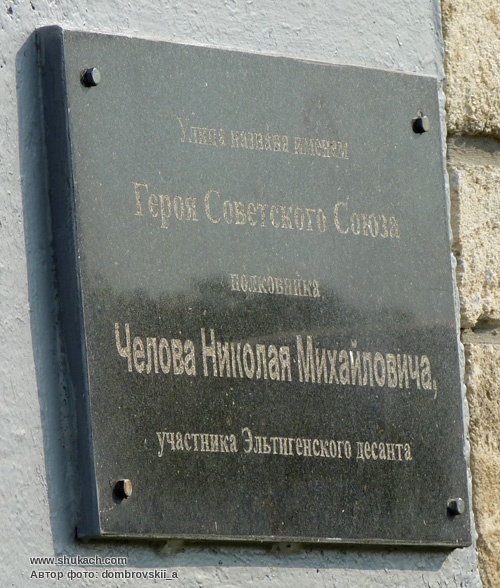 Улица названа именем
Героя Советского Союза
полковника
Челова Николая Михайловича,
участника Эльтигенского десанта
www.shukach.com
Автор фото: dombrovskii_a